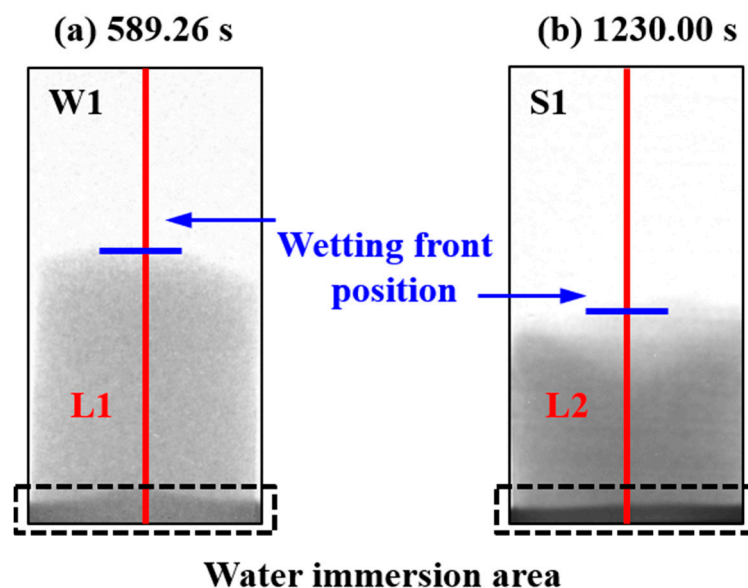 (a) 589.26 s
(b) 1230.00 s
W1
S1
Wetting front
position
L1
L2
Water immersion area